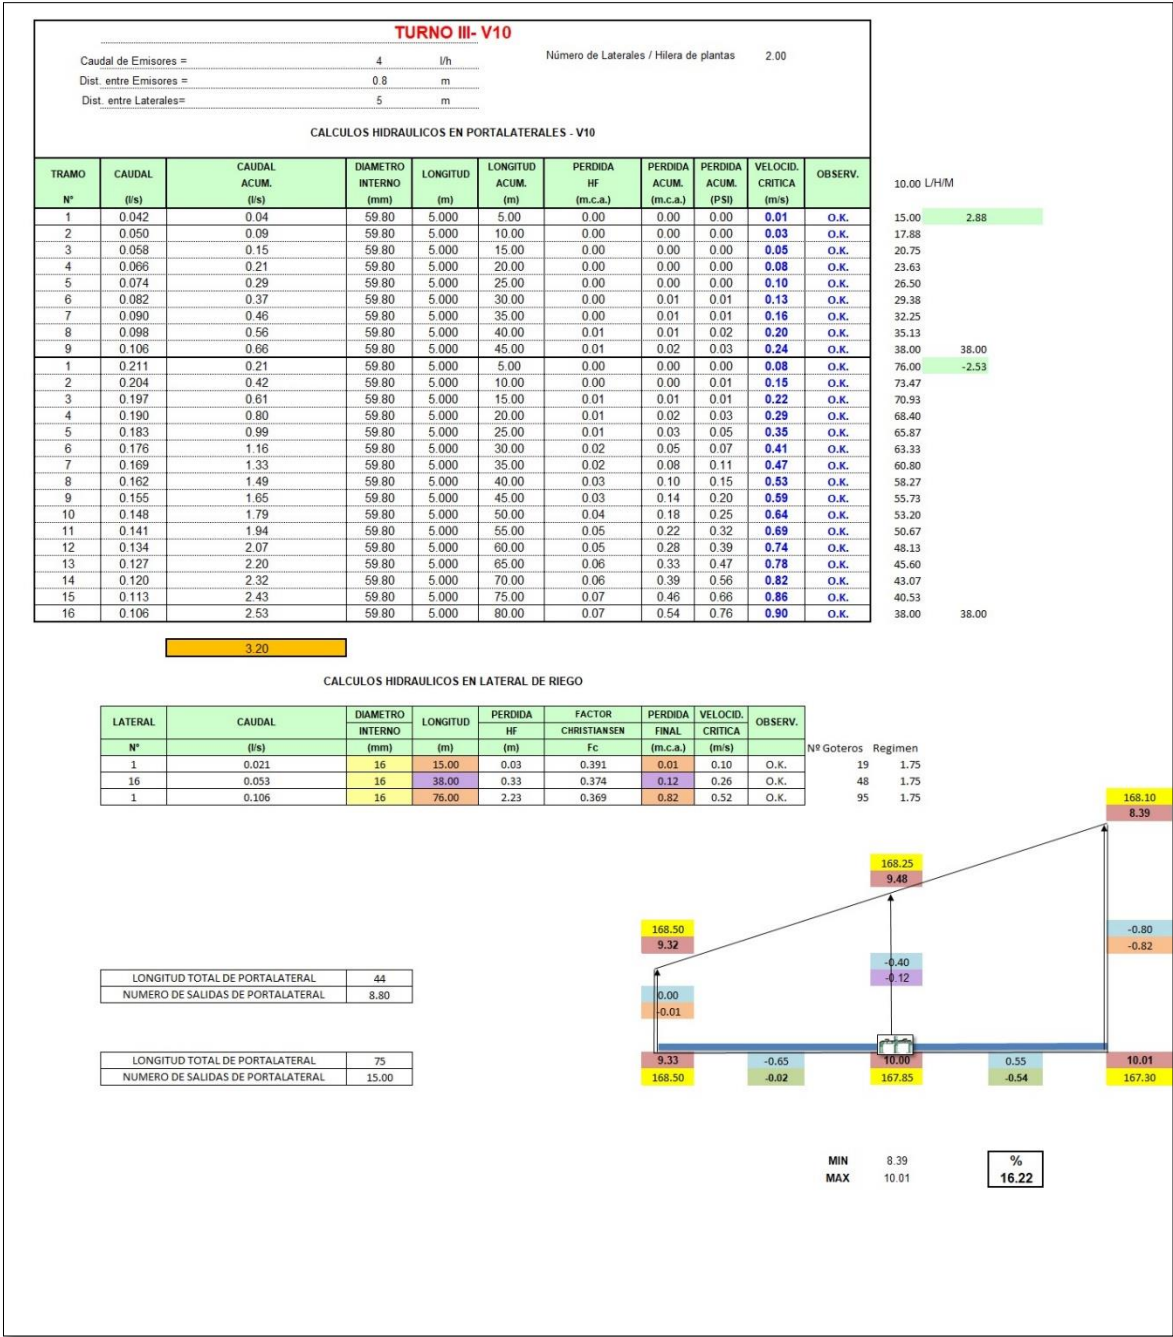 TURNO III- V10
Caudal de Emisores = 4 l/h Número de Laterales / Hilera de plantas 2.00
Dist. entre Emisores = 0.8 m
Dist. entre Laterales= 5 m
CALCULOS HIDRAULICOS EN PORTALATERALES - V10
TRAMO CAUDAL CAUDAL DIAMETRO LONGITUD LONGITUD PERDIDA PERDIDA PERDIDA VELOCID. OBSERV.
ACUM. INTERNO ACUM. HF ACUM. ACUM. CRITICA
N° (l/s) (l/s) (mm) (m) (m) (m.c.a.) (m.c.a.) (PSI) (m/s) 10.00 L/H/M
1 0.042 0.04 59.80 5.000 5.00 0.00 0.00 0.00 0.01 O.K. 15.00 2.88
2 0.050 0.09 59.80 5.000 10.00 0.00 0.00 0.00 0.03 O.K. 17.88
3 0.058 0.15 59.80 5.000 15.00 0.00 0.00 0.00 0.05 O.K. 20.75
4 0.066 0.21 59.80 5.000 20.00 0.00 0.00 0.00 0.08 O.K. 23.63
5 0.074 0.29 59.80 5.000 25.00 0.00 0.00 0.00 0.10 O.K. 26.50
6 0.082 0.37 59.80 5.000 30.00 0.00 0.01 0.01 0.13 O.K. 29.38
7 0.090 0.46 59.80 5.000 35.00 0.00 0.01 0.01 0.16 O.K. 32.25
8 0.098 0.56 59.80 5.000 40.00 0.01 0.01 0.02 0.20 O.K. 35.13
9 0.106 0.66 59.80 5.000 45.00 0.01 0.02 0.03 0.24 O.K. 38.00 38.00
1 0.211 0.21 59.80 5.000 5.00 0.00 0.00 0.00 0.08 O.K. 76.00 -2.53
2 0.204 0.42 59.80 5.000 10.00 0.00 0.00 0.01 0.15 O.K. 73.47
3 0.197 0.61 59.80 5.000 15.00 0.01 0.01 0.01 0.22 O.K. 70.93
4 0.190 0.80 59.80 5.000 20.00 0.01 0.02 0.03 0.29 O.K. 68.40
5 0.183 0.99 59.80 5.000 25.00 0.01 0.03 0.05 0.35 O.K. 65.87
6 0.176 1.16 59.80 5.000 30.00 0.02 0.05 0.07 0.41 O.K. 63.33
7 0.169 1.33 59.80 5.000 35.00 0.02 0.08 0.11 0.47 O.K. 60.80
8 0.162 1.49 59.80 5.000 40.00 0.03 0.10 0.15 0.53 O.K. 58.27
9 0.155 1.65 59.80 5.000 45.00 0.03 0.14 0.20 0.59 O.K. 55.73
10 0.148 1.79 59.80 5.000 50.00 0.04 0.18 0.25 0.64 O.K. 53.20
11 0.141 1.94 59.80 5.000 55.00 0.05 0.22 0.32 0.69 O.K. 50.67
12 0.134 2.07 59.80 5.000 60.00 0.05 0.28 0.39 0.74 O.K. 48.13
13 0.127 2.20 59.80 5.000 65.00 0.06 0.33 0.47 0.78 O.K. 45.60
14 0.120 2.32 59.80 5.000 70.00 0.06 0.39 0.56 0.82 O.K. 43.07
15 0.113 2.43 59.80 5.000 75.00 0.07 0.46 0.66 0.86 O.K. 40.53
16 0.106 2.53 59.80 5.000 80.00 0.07 0.54 0.76 0.90 O.K. 38.00 38.00
3.20
CALCULOS HIDRAULICOS EN LATERAL DE RIEGO
LATERAL CAUDAL DIAMETRO LONGITUD PERDIDA FACTOR PERDIDA VELOCID. OBSERV.
INTERNO HF CHRISTIANSEN FINAL CRITICA
N° (l/s) (mm) (m) (m) Fc (m.c.a.) (m/s) Nº Goteros Regimen
1 0.021 16 15.00 0.03 0.391 0.01 0.10 O.K. 19 1.75
16 0.053 16 38.00 0.33 0.374 0.12 0.26 O.K. 48 1.75
1 0.106 16 76.00 2.23 0.369 0.82 0.52 O.K. 95 1.75
168.10
8.39
168.25
9.48
168.50 -0.80
9.32 -0.82
-0.40
LONGITUD TOTAL DE PORTALATERAL 44 -0.12
NUMERO DE SALIDAS DE PORTALATERAL 8.80 0.00
-0.01
LONGITUD TOTAL DE PORTALATERAL 75 9.33 -0.65 10.00 0.55 10.01
NUMERO DE SALIDAS DE PORTALATERAL 15.00 168.50 -0.02 167.85 -0.54 167.30
MIN 8.39 %
MAX 10.01 16.22